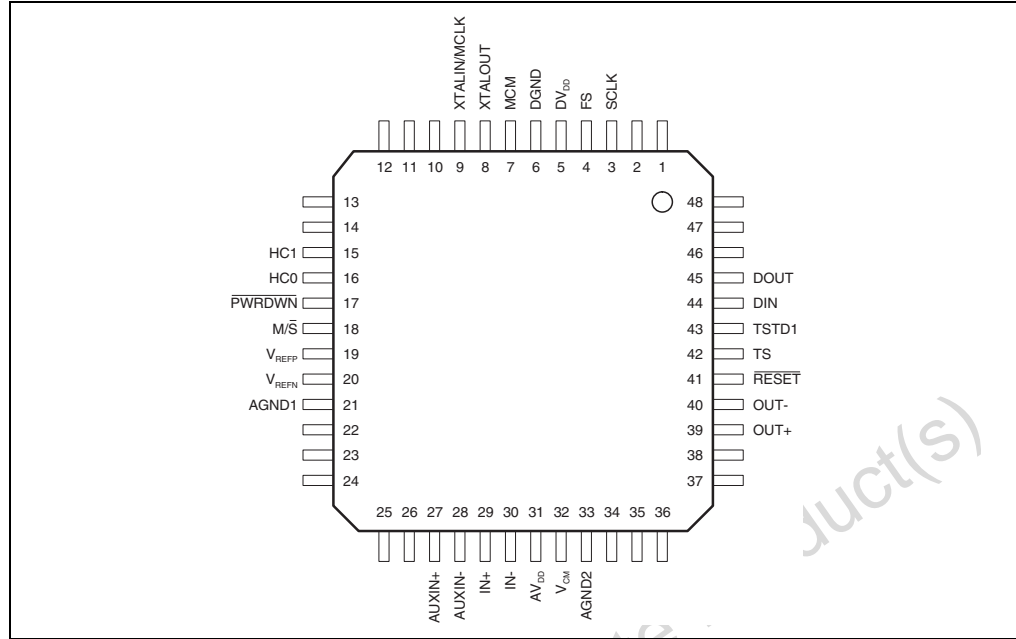 XTALIN/MCLK
XTALOUT
MCM
DGND
DVDD
FS
SCLK
12 11 10 9 8 7 6 5 4 3 2 1
13
14
HC1 15
HC0 16
PWRDWN 17
M/S̅ 18
VREFP 19
VREFN 20
AGND1 21
22
23
24
48
47
46
45 DOUT
44 DIN
43 TSTD1
42 TS
41 RESET
40 OUT-
39 OUT+
38
37
25 26 27 28 29 30 31 32 33 34 35 36
AUXIN+
AUXIN-
IN+
IN-
AVDD
VCM
AGND2
duct(s)